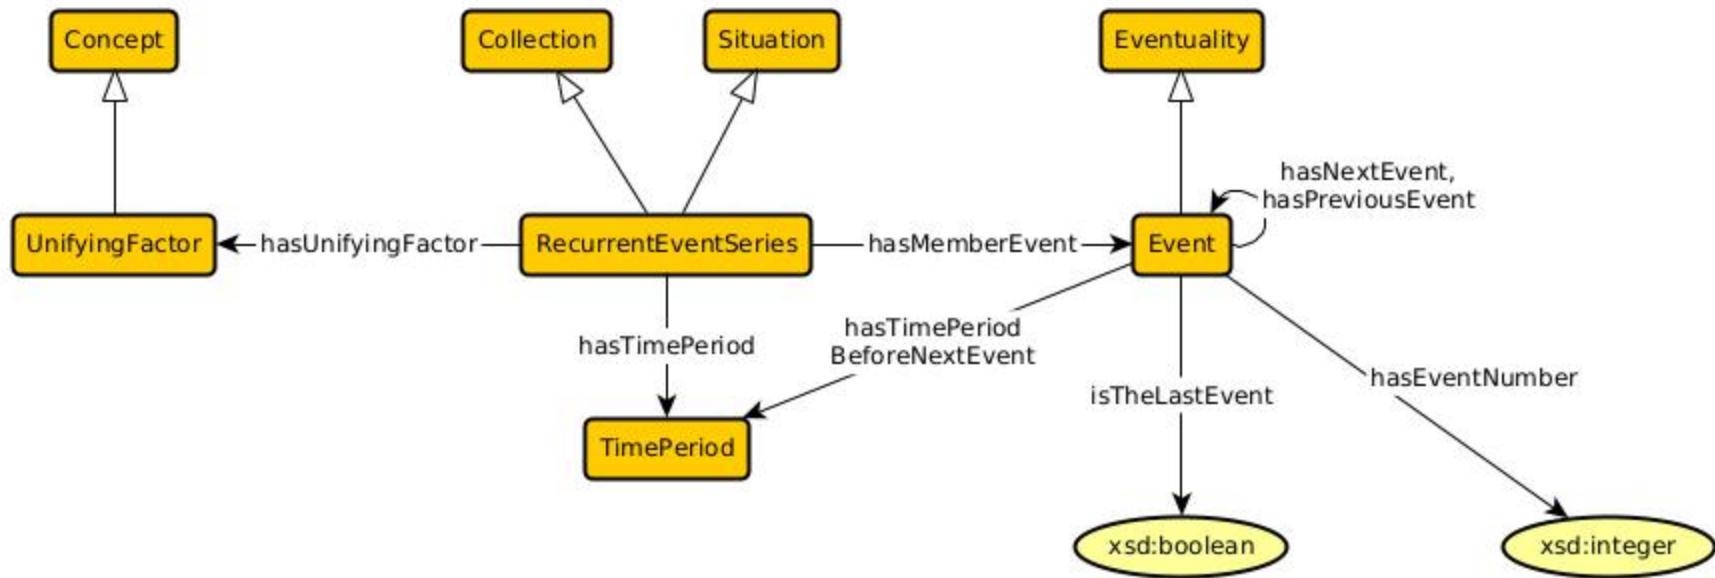 Concept
Collection
Situation
Eventuality
hasNextEvent,
hasPreviousEvent
UnifyingFactor
hasUnifyingFactor
RecurrentEventSeries
hasMemberEvent
Event
hasTimePeriod
hasTimePeriod
BeforeNextEvent
isTheLastEvent
hasEventNumber
TimePeriod
xsd:boolean
xsd:integer